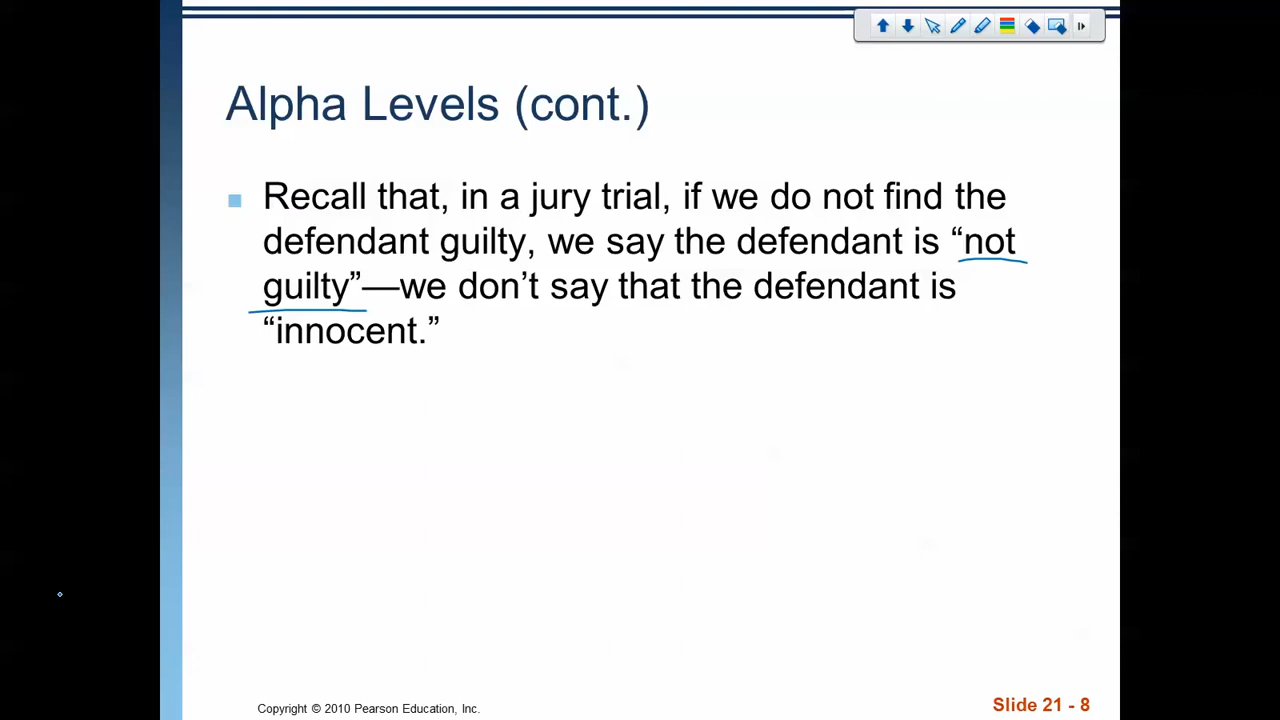 Alpha Levels (cont.)
Recall that, in a jury trial, if we do not find the
defendant guilty, we say the defendant is “not
guilty”—we don’t say that the defendant is
“innocent.”
Copyright © 2010 Pearson Education, Inc.
Slide 21 - 8